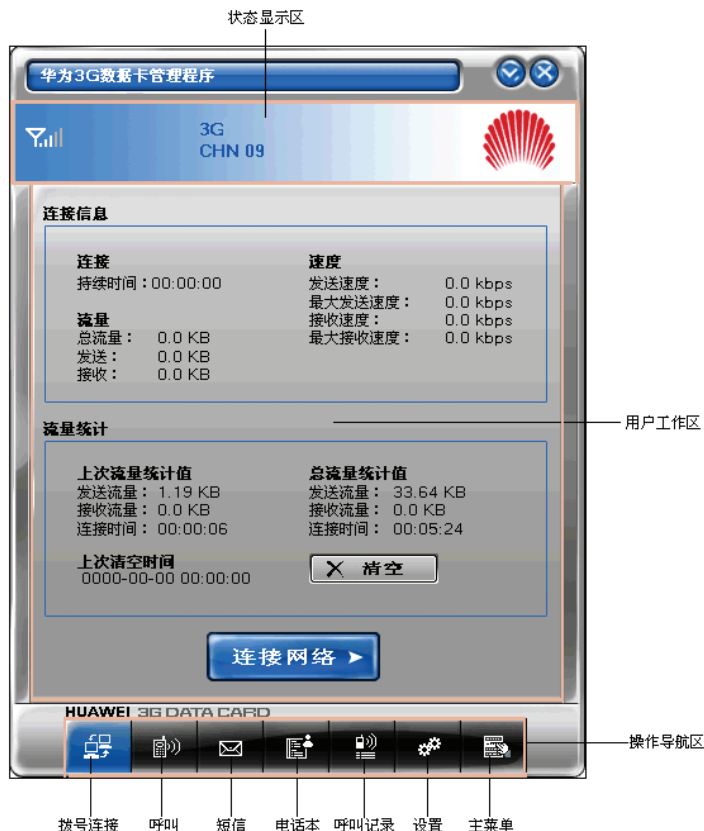 状态显示区
华为3G数据卡管理程序
3G
CHN 09
连接信息
连接
持续时间：00:00:00
速度
发送速度： 0.0 kbps
最大发送速度： 0.0 kbps
接收速度： 0.0 kbps
最大接收速度： 0.0 kbps
流量
总流量： 0.0 KB
发送： 0.0 KB
接收： 0.0 KB
用户工作区
流量统计
上次流量统计值
发送流量： 1.19 KB
接收流量： 0.0 KB
连接时间： 00:00:06
总流量统计值
发送流量： 33.64 KB
接收流量： 0.0 KB
连接时间： 00:05:24
上次清空时间
0000-00-00 00:00:00
清空
连接网络
HUAWEI 3G DATA CARD
操作导航区
拨号连接 呼叫 短信 电话本 呼叫记录 设置 主菜单